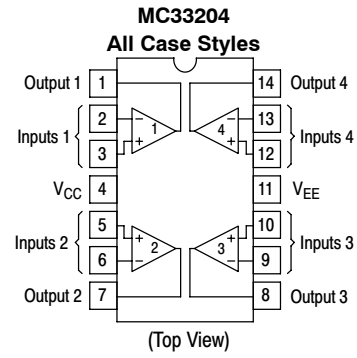 MC33204
All Case Styles
Output 1 1 14 Output 4
2 − 1 4 − 13
Inputs 1 Inputs 4
3 + + 12
VCC 4 11 VEE
5 + + 10
Inputs 2 2 3 Inputs 3
6 − − 9
Output 2 7 8 Output 3
(Top View)